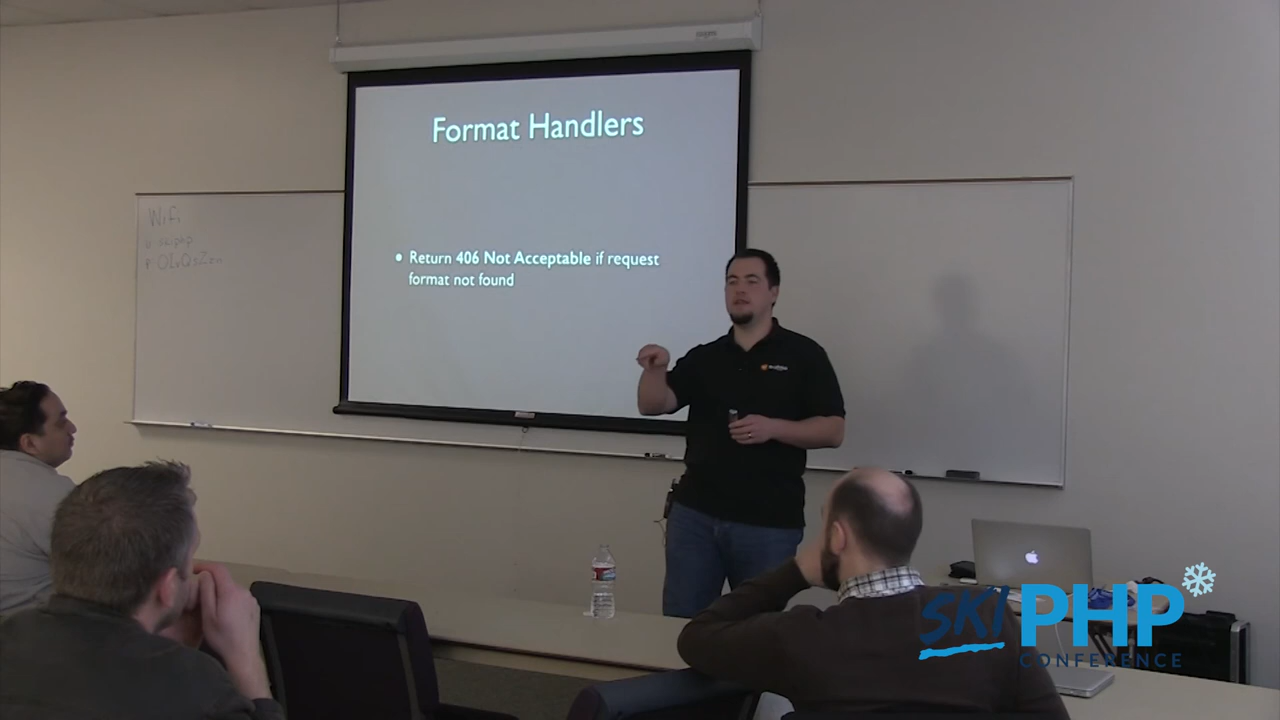 Format Handlers
• Return 406 Not Acceptable if request
format not found
WiFi
SKI PHP
CONFERENCE